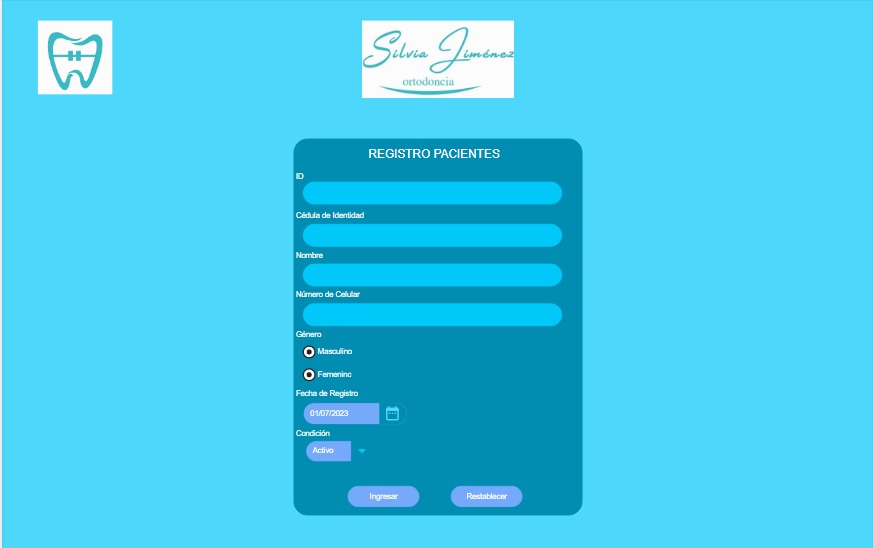 Silvia Jiménez
ortodoncia
REGISTRO PACIENTES
ID
Cédula de Identidad
Nombre
Número de Celular
Género
Masculino
Femeninc
Fecha de Registro
01/07/2023
Condición
Activo
Ingresar Restablecer